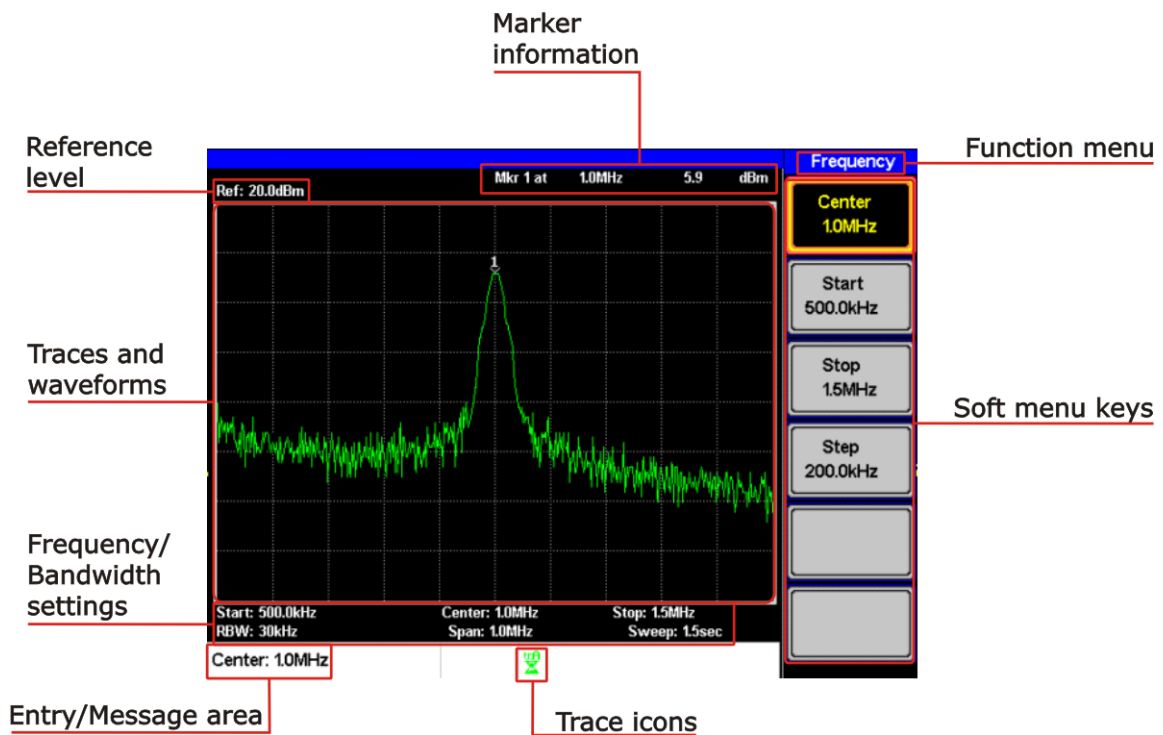 Marker
information
Reference
level
Function menu
Frequency
Mkr 1 at 1.0MHz 5.9 dBm
Ref: 20.0dBm
Center
1.0MHz
1
Start
500.0kHz
Traces and
waveforms
Stop
1.5MHz
Soft menu keys
Step
200.0kHz
Frequency/
Bandwidth
settings
Start: 500.0kHz Center: 1.0MHz Stop: 1.5MHz
RBW: 30kHz Span: 1.0MHz Sweep: 1.5sec
Center: 1.0MHz
Entry/Message area
Trace icons